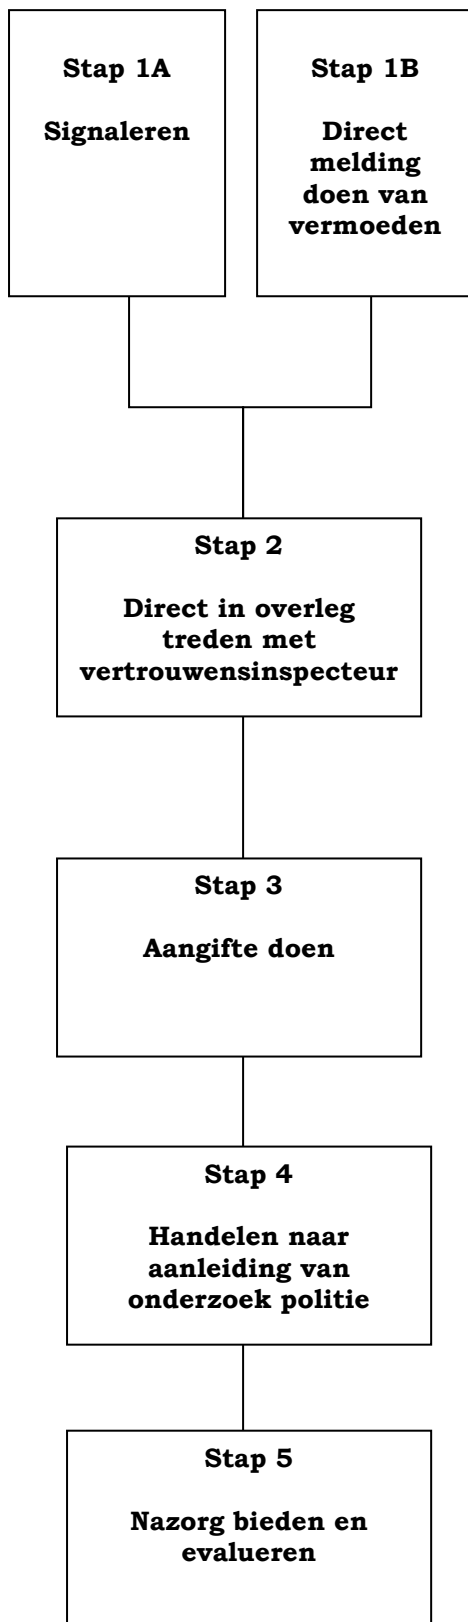 Stap 1A
Signaleren
Stap 1B
Direct
melding
doen van
vermoeden
Stap 2
Direct in overleg
treden met
vertrouwensinspecteur
Stap 3
Aangifte doen
Stap 4
Handelen naar
aanleiding van
onderzoek politie
Stap 5
Nazorg bieden en
evalueren